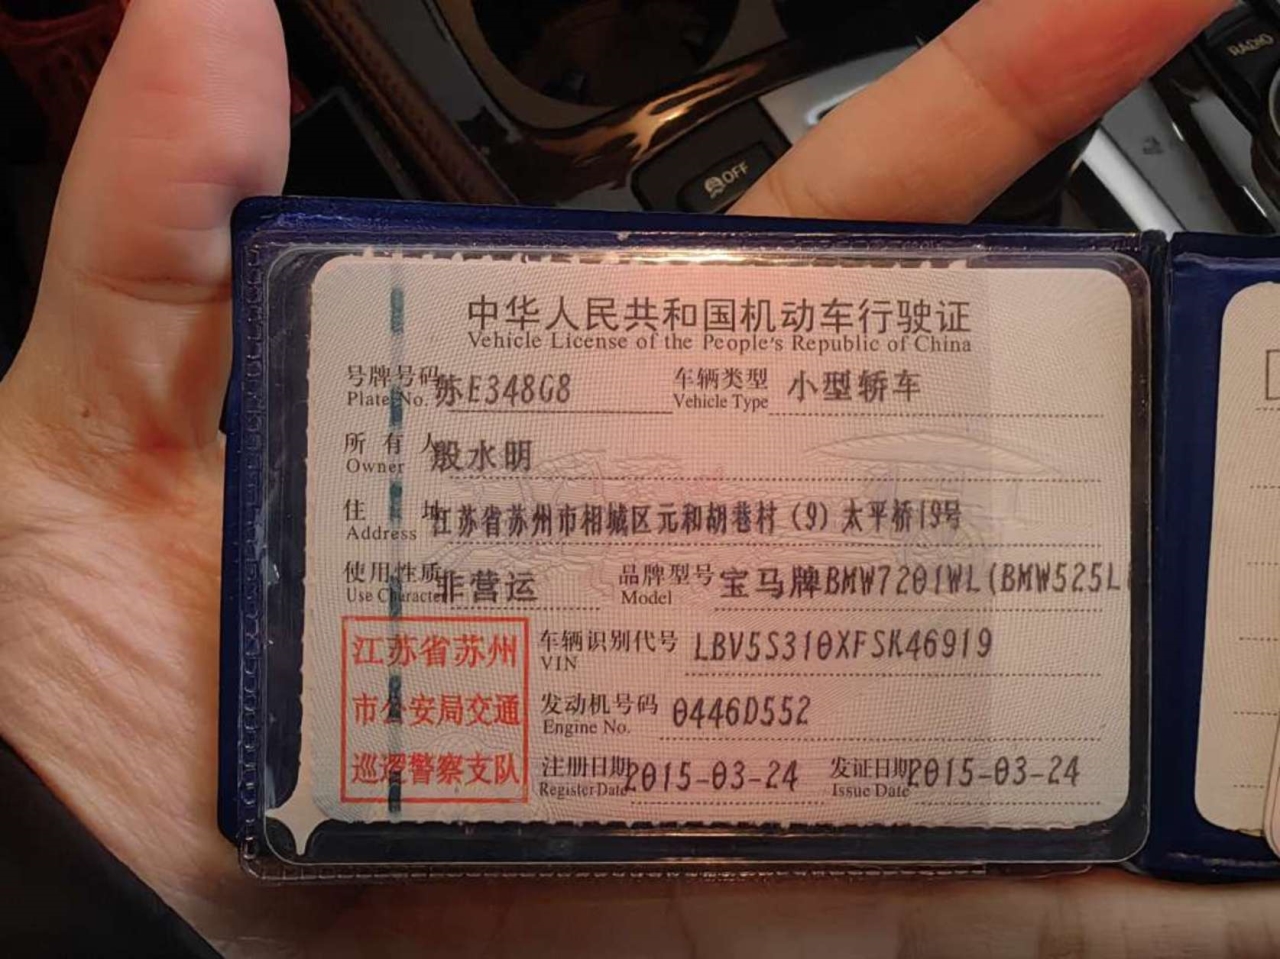 OFF
RADIO
中华人民共和国机动车行驶证
Vehicle License of the People's Republic of China
号牌号码 苏E348G8 车辆类型 小型轿车
Plate No. Vehicle Type
所有人 殷水明
Owner
住址 江苏省苏州市相城区元和胡巷村（9）太平桥19号
Address
使用性质 非营运 品牌型号 宝马牌BMW7201WL(BMW525L
Use Character Model
江苏省苏州
市公安局交通
巡逻警察支队
车辆识别代号 LBV5S310XFSK46919
VIN
发动机号码 0446D552
Engine No.
注册日期 2015-03-24 发证日期 2015-03-24
Register Date Issue Date